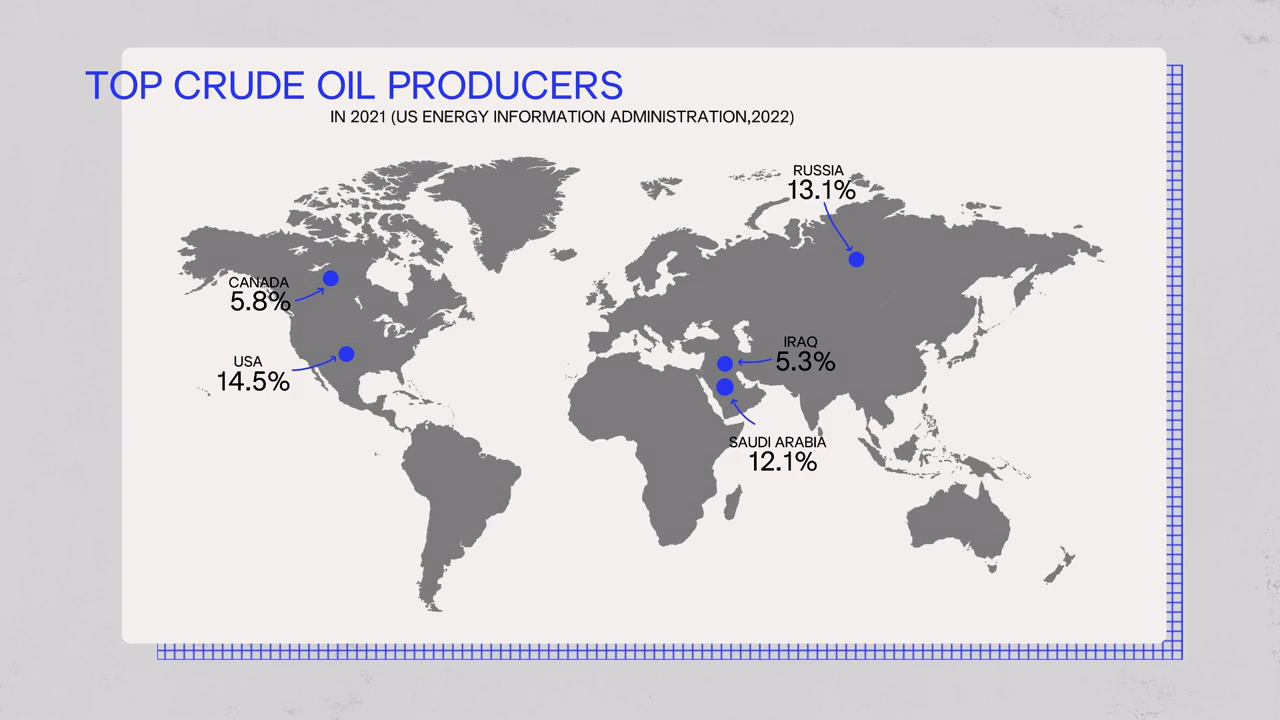 TOP CRUDE OIL PRODUCERS
IN 2021 (US ENERGY INFORMATION ADMINISTRATION,2022)
RUSSIA
13.1%
CANADA
5.8%
IRAQ
5.3%
USA
14.5%
SAUDI ARABIA
12.1%